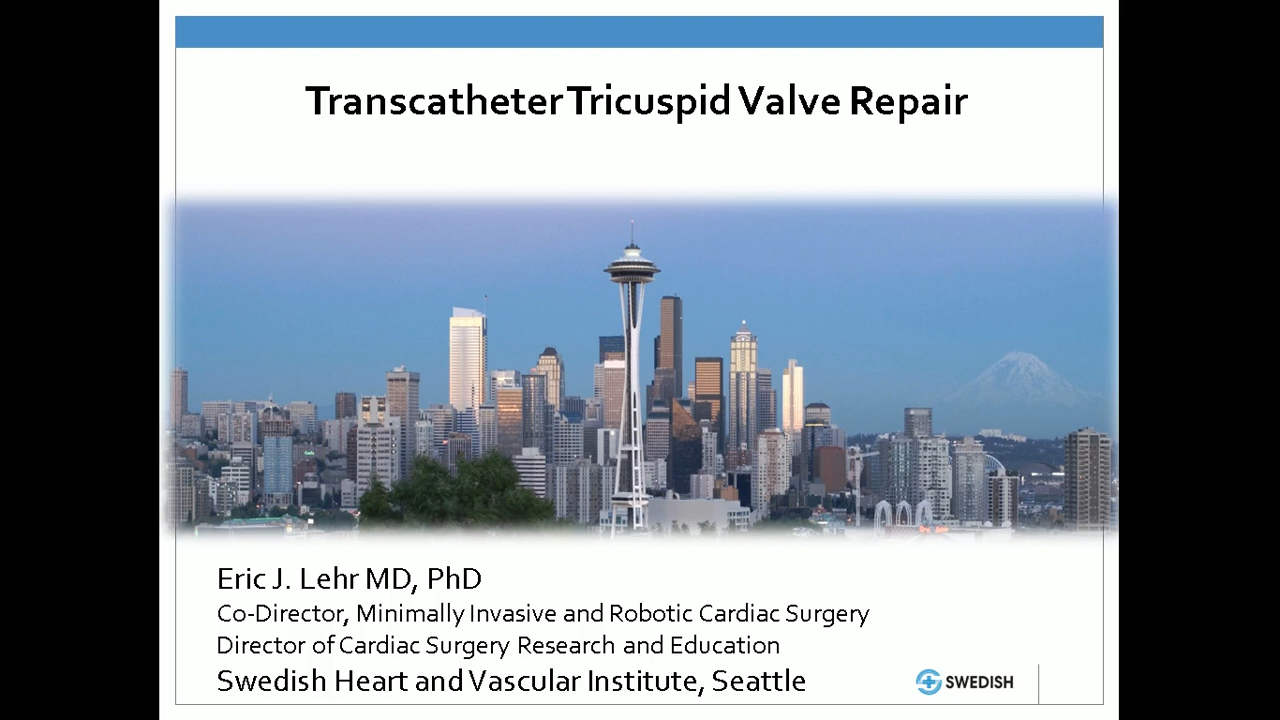 Transcatheter Tricuspid Valve Repair
Eric J. Lehr MD, PhD
Co-Director, Minimally Invasive and Robotic Cardiac Surgery
Director of Cardiac Surgery Research and Education
Swedish Heart and Vascular Institute, Seattle
SWEDISH